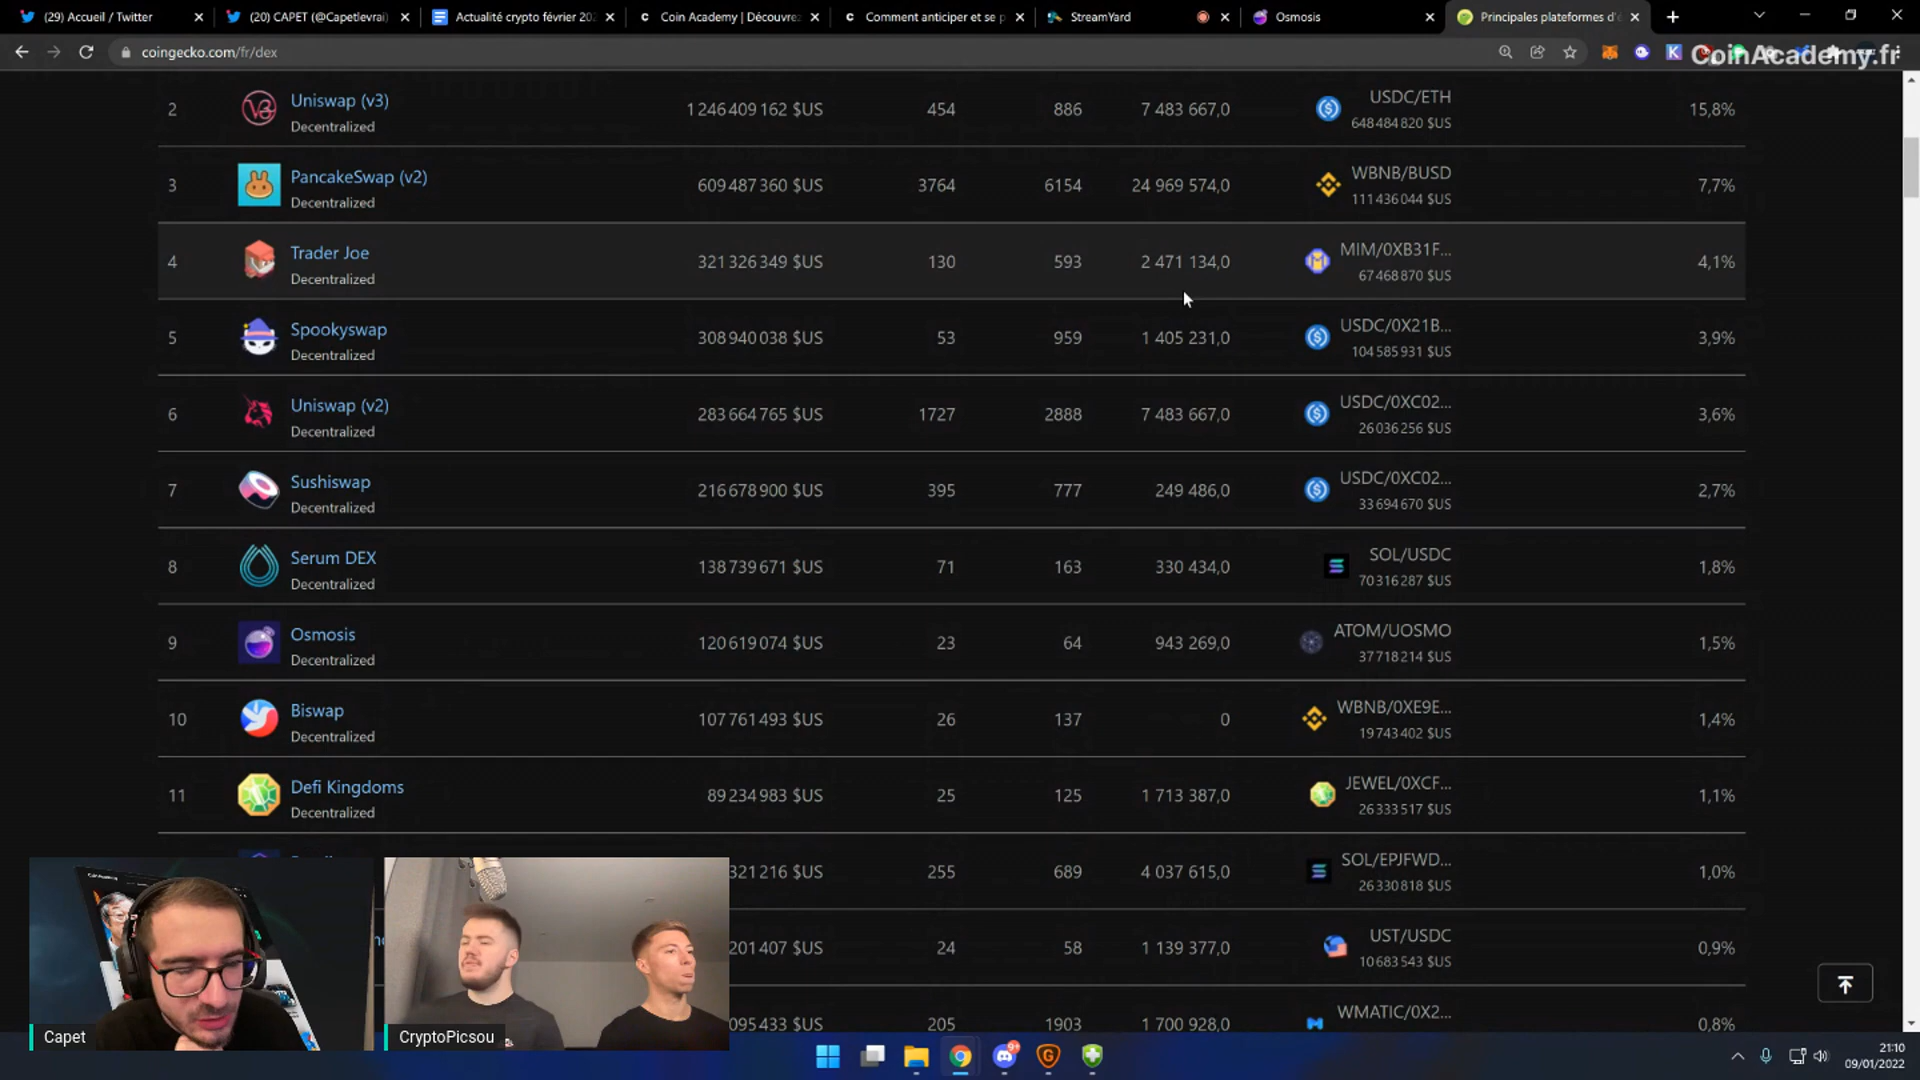 (29) Accueil / Twitter
(20) CAPET (@Capetlevrai)
Actualité crypto février 202
Coin Academy | Découvrez
Comment anticiper et se p
StreamYard
Osmosis
Principales plateformes d'é
coingecko.com/fr/dex
CoinAcademy.fr
2 Uniswap (v3) 1 246 409 162 $US 454 886 7 483 667,0 USDC/ETH 15,8%
Decentralized 648 484 820 $US
3 PancakeSwap (v2) 609 487 360 $US 3764 6154 24 969 574,0 WBNB/BUSD 7,7%
Decentralized 111 436 044 $US
4 Trader Joe 321 326 349 $US 130 593 2 471 134,0 MIM/0XB31F... 4,1%
Decentralized 67 468 870 $US
5 Spookyswap 308 940 038 $US 53 959 1 405 231,0 USDC/0X21B... 3,9%
Decentralized 104 585 931 $US
6 Uniswap (v2) 283 664 765 $US 1727 2888 7 483 667,0 USDC/0XC02... 3,6%
Decentralized 26 036 256 $US
7 Sushiswap 216 678 900 $US 395 777 249 486,0 USDC/0XC02... 2,7%
Decentralized 33 694 670 $US
8 Serum DEX 138 739 671 $US 71 163 330 434,0 SOL/USDC 1,8%
Decentralized 70 316 287 $US
9 Osmosis 120 619 074 $US 23 64 943 269,0 ATOM/UOSMO 1,5%
Decentralized 37 718 214 $US
10 Biswap 107 761 493 $US 26 137 0 WBNB/0XE9E... 1,4%
Decentralized 19 743 402 $US
11 Defi Kingdoms 89 234 983 $US 25 125 1 713 387,0 JEWEL/0XCF... 1,1%
Decentralized 26 333 517 $US
321 216 $US 255 689 4 037 615,0 SOL/EPJFWD... 1,0%
26 330 818 $US
201 407 $US 24 58 1 139 377,0 UST/USDC 0,9%
10 683 543 $US
095 433 $US 205 1903 1 700 928,0 WMATIC/0X2... 0,8%
Capet
CryptoPicsou
9+
21:10
09/01/2022